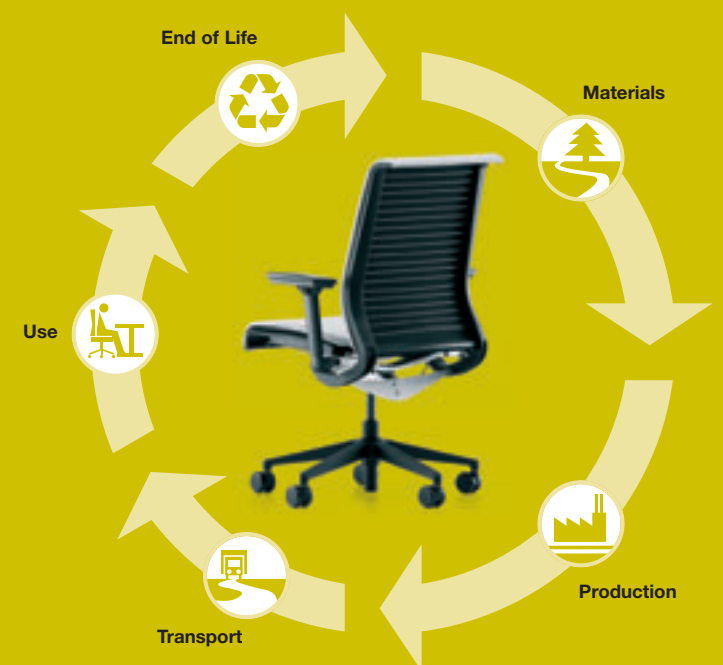 End of Life
Materials
Use
Production
Transport